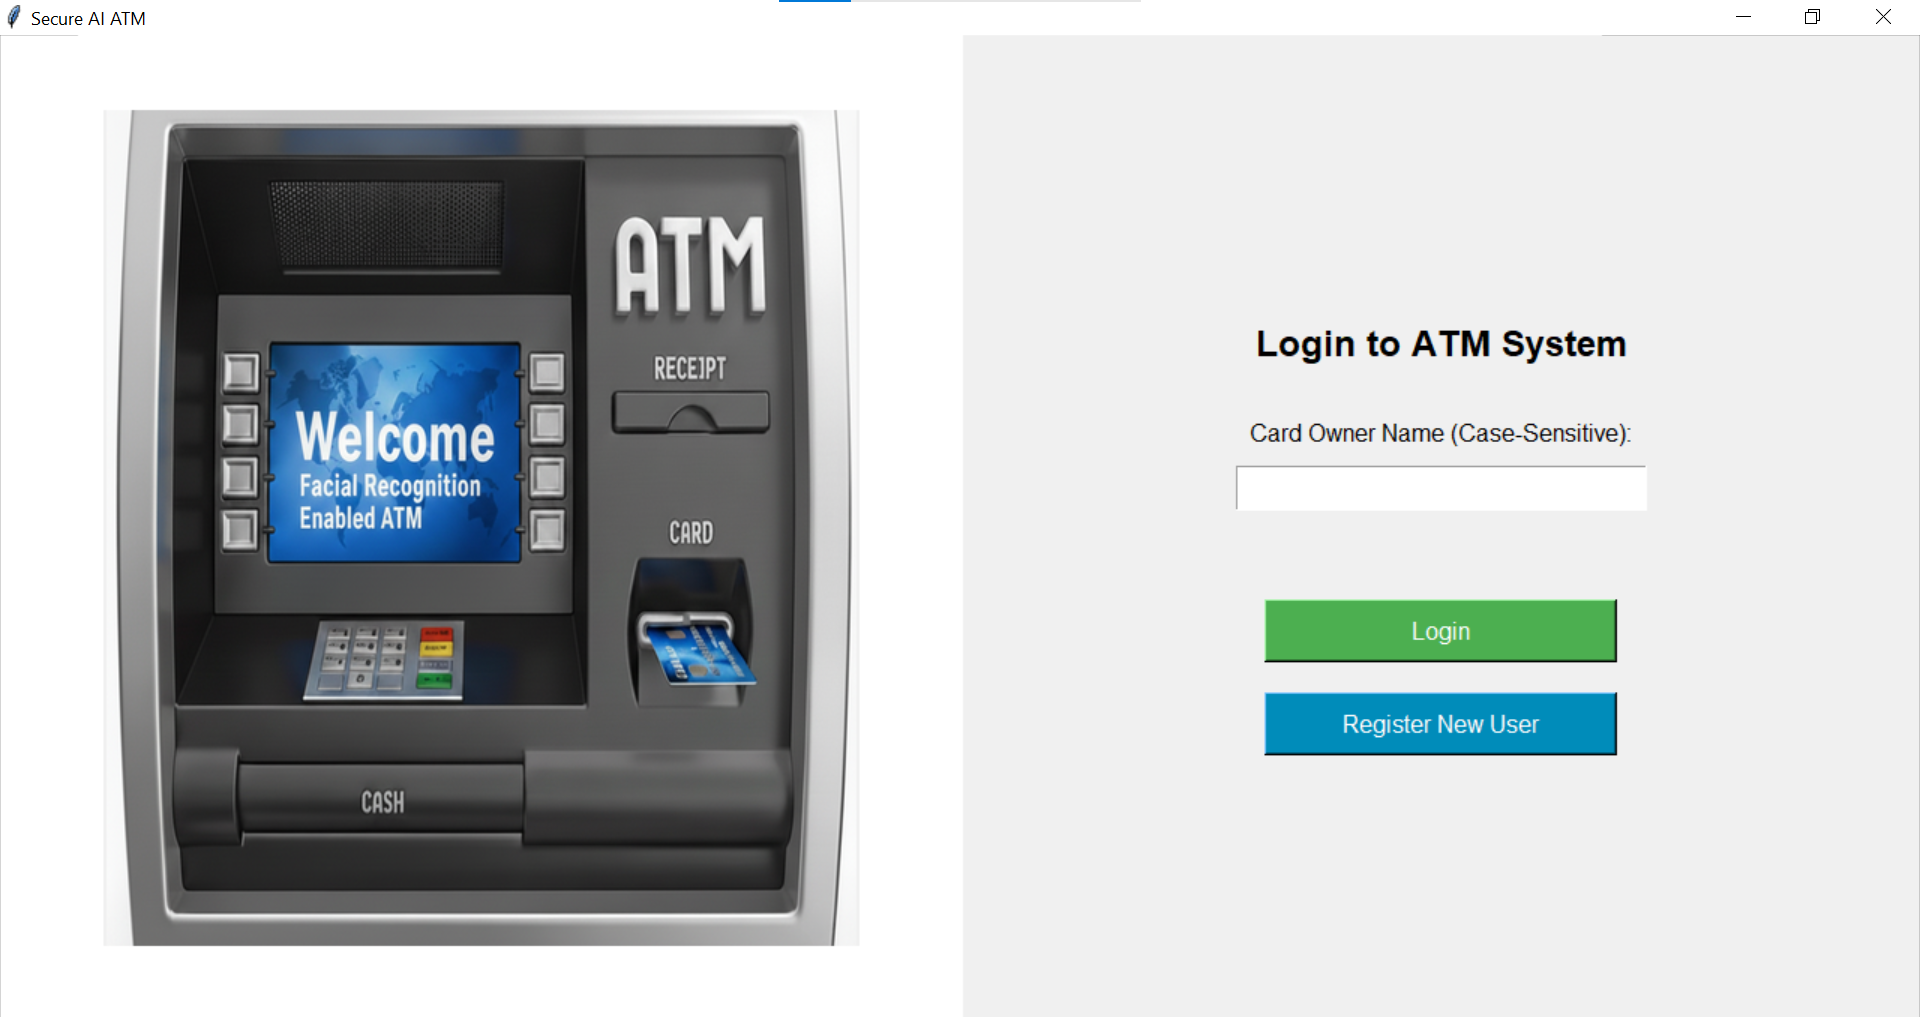 Secure AI ATM
ATM
RECEIPT
Welcome
Facial Recognition
Enabled ATM
CARD
CASH
Login to ATM System
Card Owner Name (Case-Sensitive):
Login
Register New User